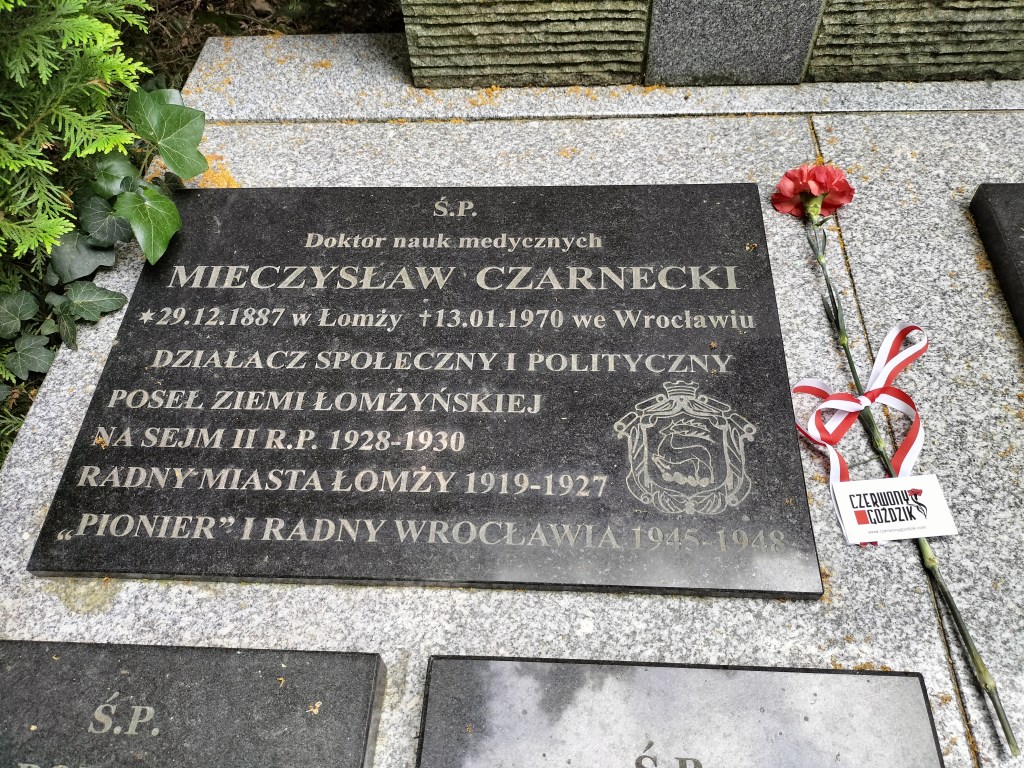 Ś.P.
Doktor nauk medycznych
MIECZYSŁAW CZARNECKI
✶29.12.1887 w Łomży †13.01.1970 we Wrocławiu
DZIAŁACZ SPOŁECZNY I POLITYCZNY
POSEŁ ZIEMI ŁOMŻYŃSKIEJ
NA SEJM II R.P. 1928-1930
RADNY MIASTA ŁOMŻY 1919-1927
„PIONIER” I RADNY WROCŁAWIA 1945-1948
CZERWONY
GOŹDZIK
Ś.P.
Ś.P.